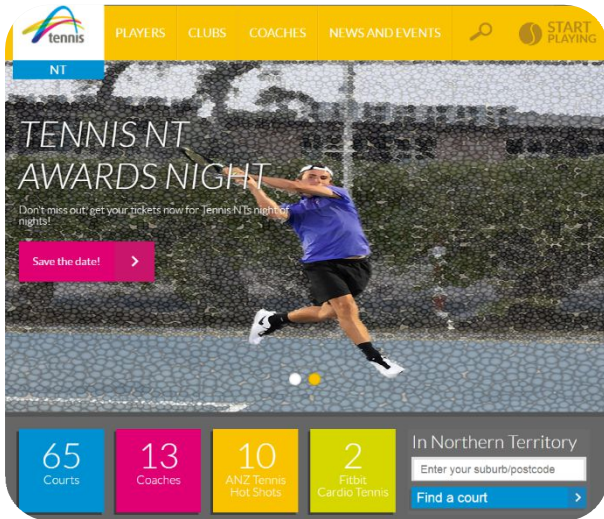 tennis
NT
PLAYERS
CLUBS
COACHES
NEWS AND EVENTS
START
PLAYING
TENNIS NT
AWARDS NIGHT
Don't miss out, get your tickets now for Tennis NTs night of
nights!
Save the date!
65
Courts
13
Coaches
10
ANZ Tennis
Hot Shots
2
Fitbit
Cardio Tennis
In Northern Territory
Enter your suburb/postcode
Find a court